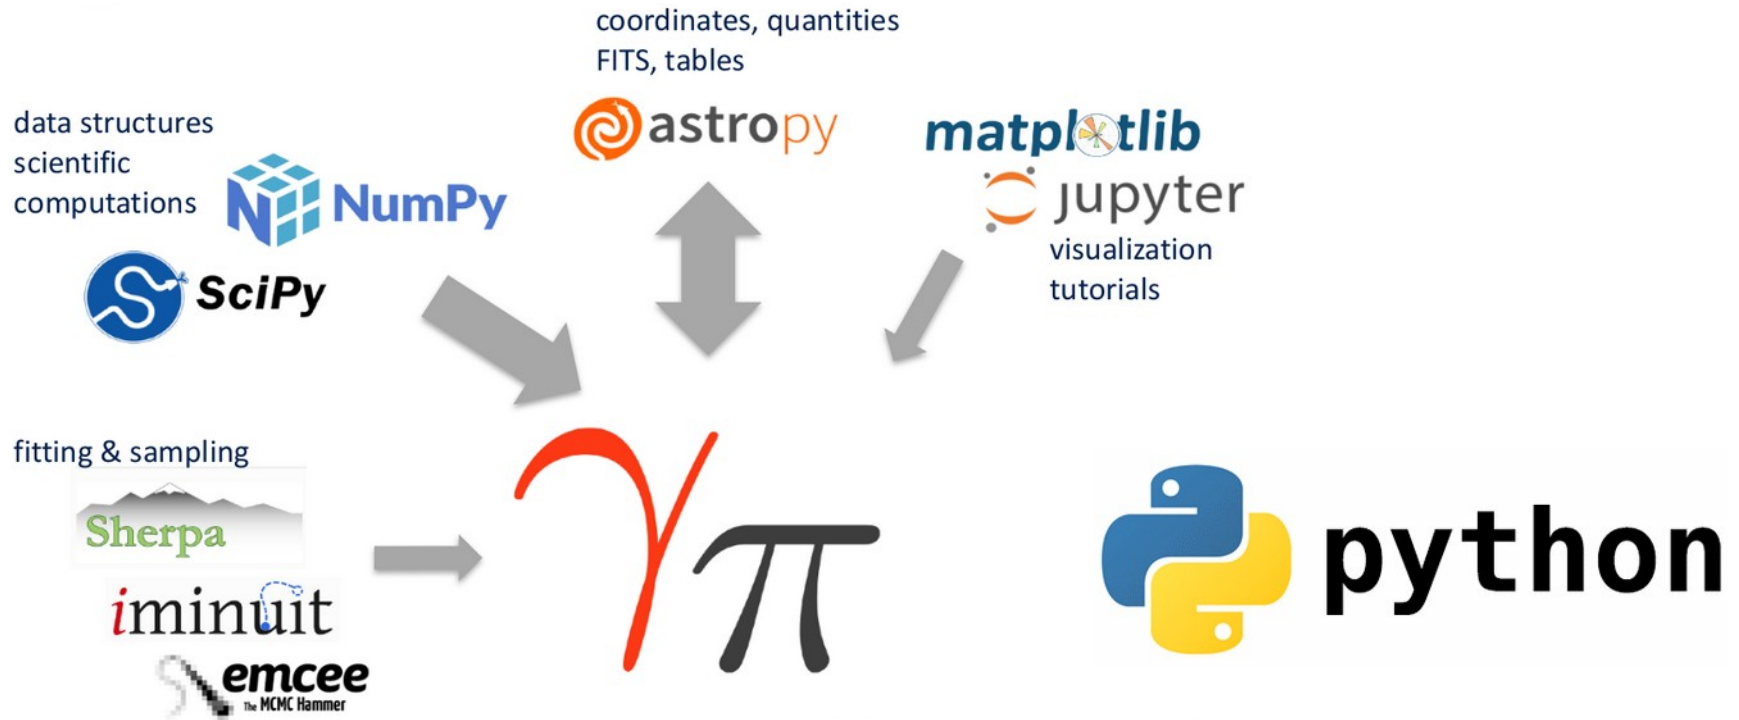 coordinates, quantities
FITS, tables
astropy
matplotlib
jupyter
visualization
tutorials
data structures
scientific
computations
NumPy
SciPy
fitting & sampling
Sherpa
iminuit
emcee
The MCMC Hammer
γπ
python